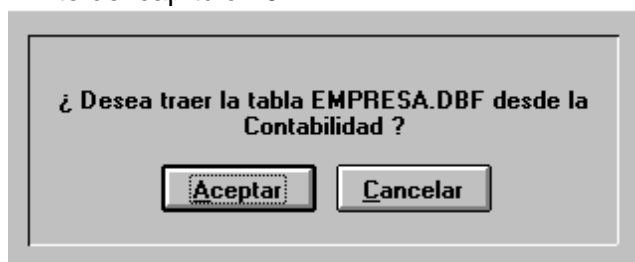 ¿ Desea traer la tabla EMPRESA.DBF desde la
Contabilidad ?
Aceptar Cancelar